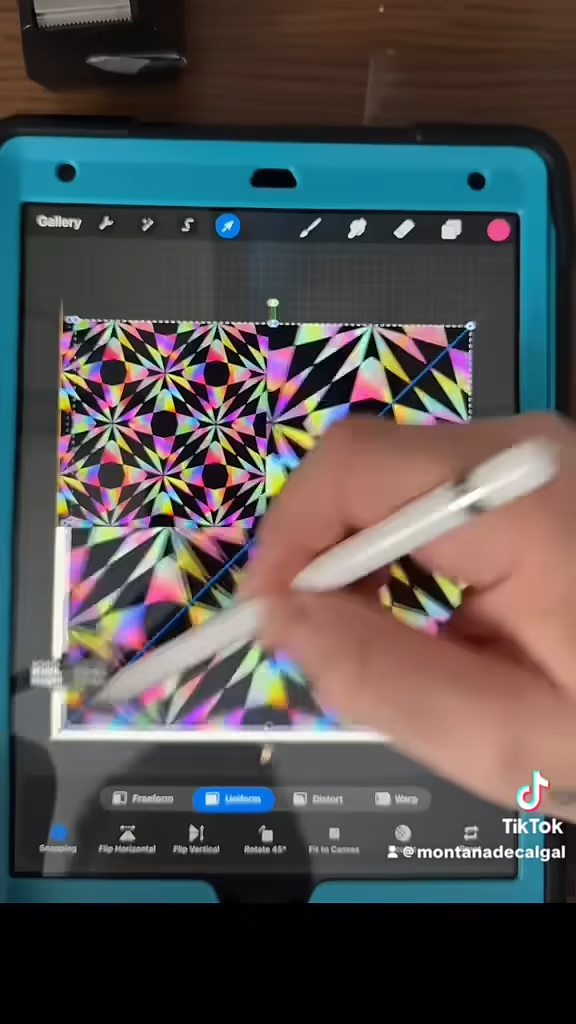 Gallery
Freeform
Uniform
Distort
Warp
Snapping
Flip Horizontal
Flip Vertical
Rotate 45°
Fit to Canvas
TikTok
@montanadecalgal